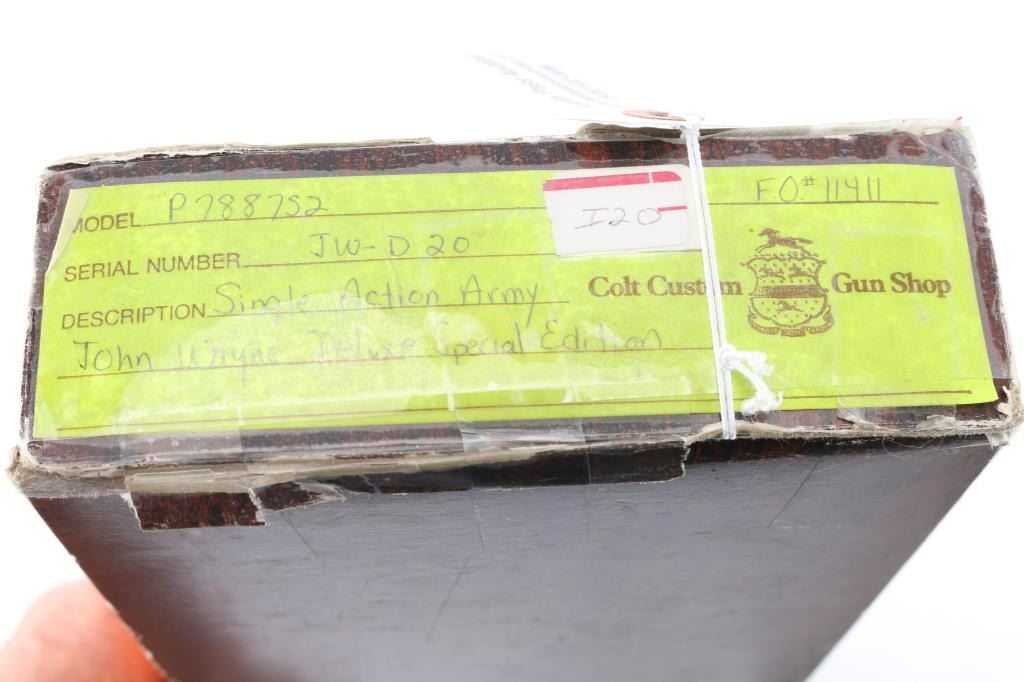 MODEL P7887S2 F.O.# 11411
I20
SERIAL NUMBER JW-D 20
Colt Custom Gun Shop
DESCRIPTION Single Action Army
John Wayne Deluxe Special Edition